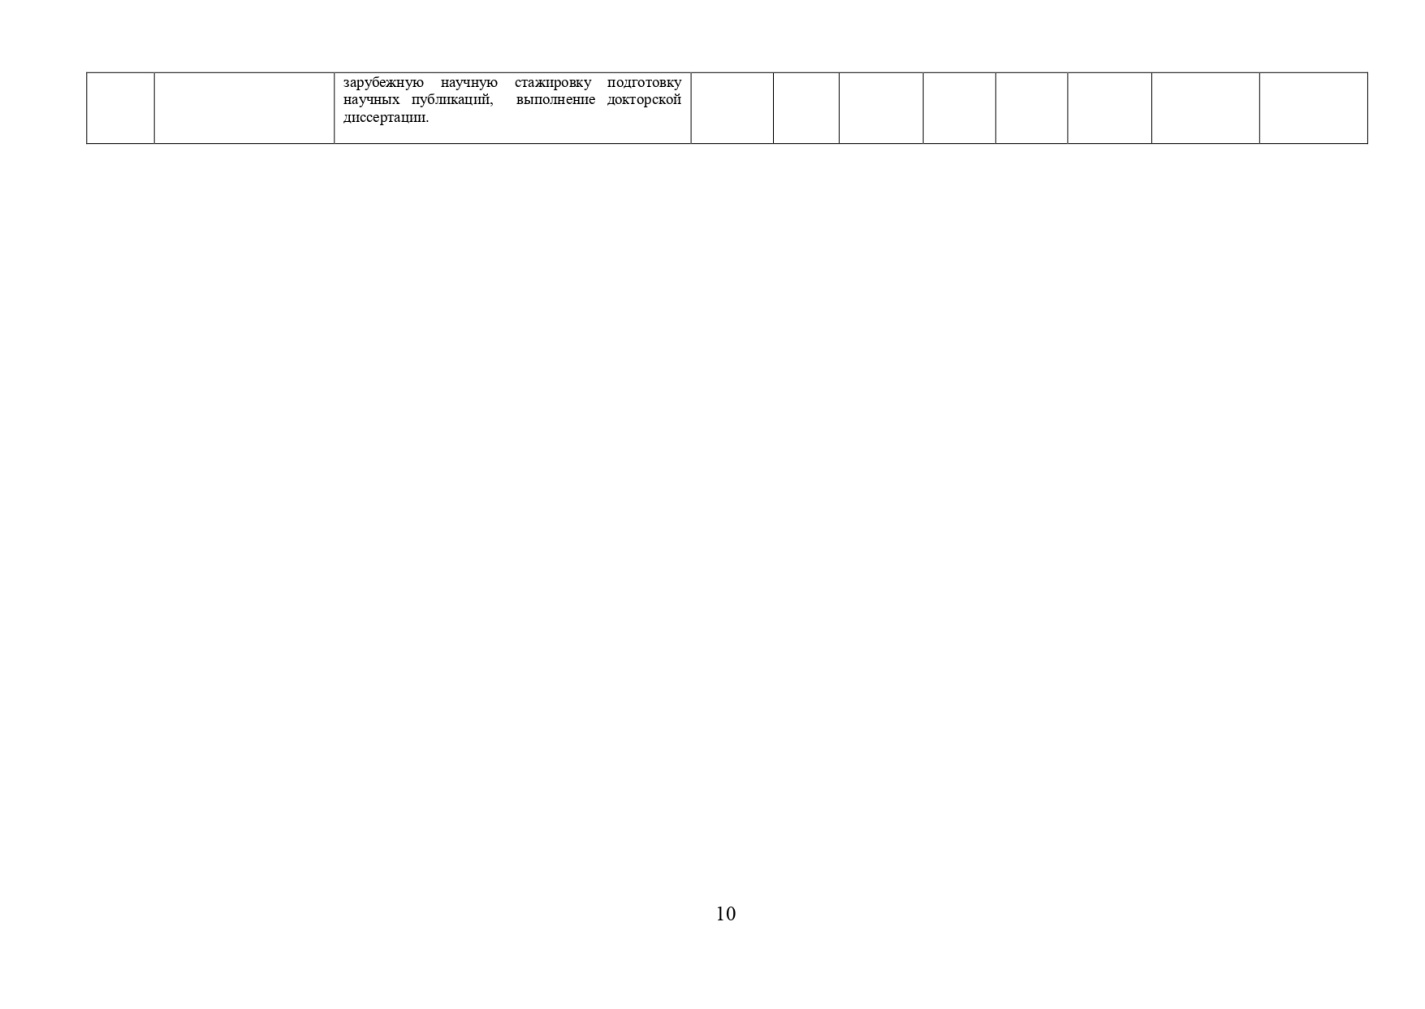 зарубежную научную стажировку подготовку
научных публикаций, выполнение докторской
диссертации.
10